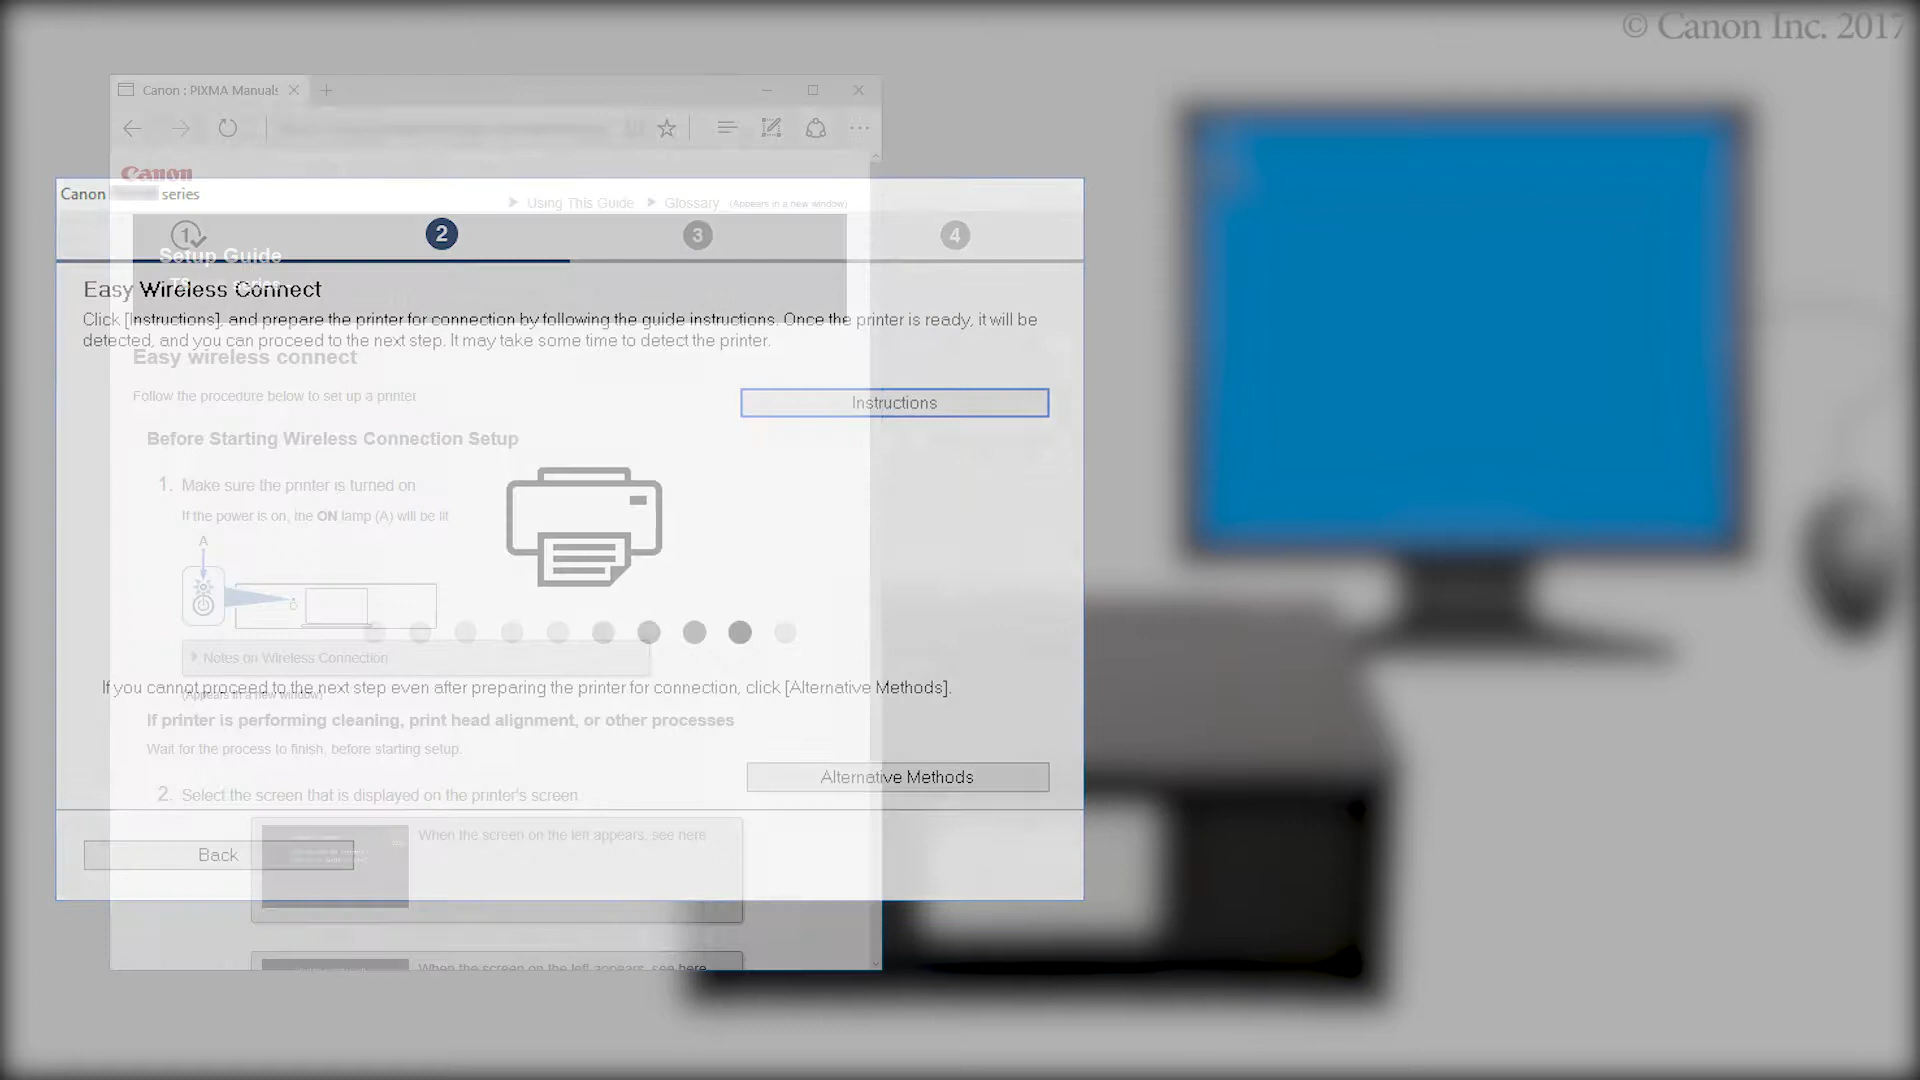 © Canon Inc. 2017
Canon : PIXMA Manuals
Canon
Canon series
Using This Guide Glossary (Appears in a new window)
1 2 3 4
Setup Guide
TS series
Easy Wireless Connect
Click [Instructions], and prepare the printer for connection by following the guide instructions. Once the printer is ready, it will be
detected, and you can proceed to the next step. It may take some time to detect the printer.
Easy wireless connect
Follow the procedure below to set up a printer
Instructions
Before Starting Wireless Connection Setup
1. Make sure the printer is turned on
If the power is on, the ON lamp (A) will be lit
A
Notes on Wireless Connection
(Appears in a new window)
If you cannot proceed to the next step even after preparing the printer for connection, click [Alternative Methods].
If printer is performing cleaning, print head alignment, or other processes
Wait for the process to finish, before starting setup.
Alternative Methods
2. Select the screen that is displayed on the printer's screen
When the screen on the left appears, see here
Back
When the screen on the left appears, see here